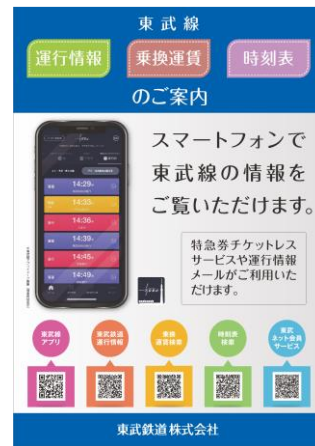 東武線
運行情報
乗換運賃
時刻表
のご案内
スマートフォンで
東武線の情報を
ご覧いただけます。
14:29
14:33
14:36
14:39
14:45
14:49
特急券チケットレス
サービスや運行情報
メールがご利用いた
だけます。
東武線
アプリ
東武鉄道
運行情報
乗換
運賃検索
時刻表
検索
東武
ネット会員
サービス
東武鉄道株式会社